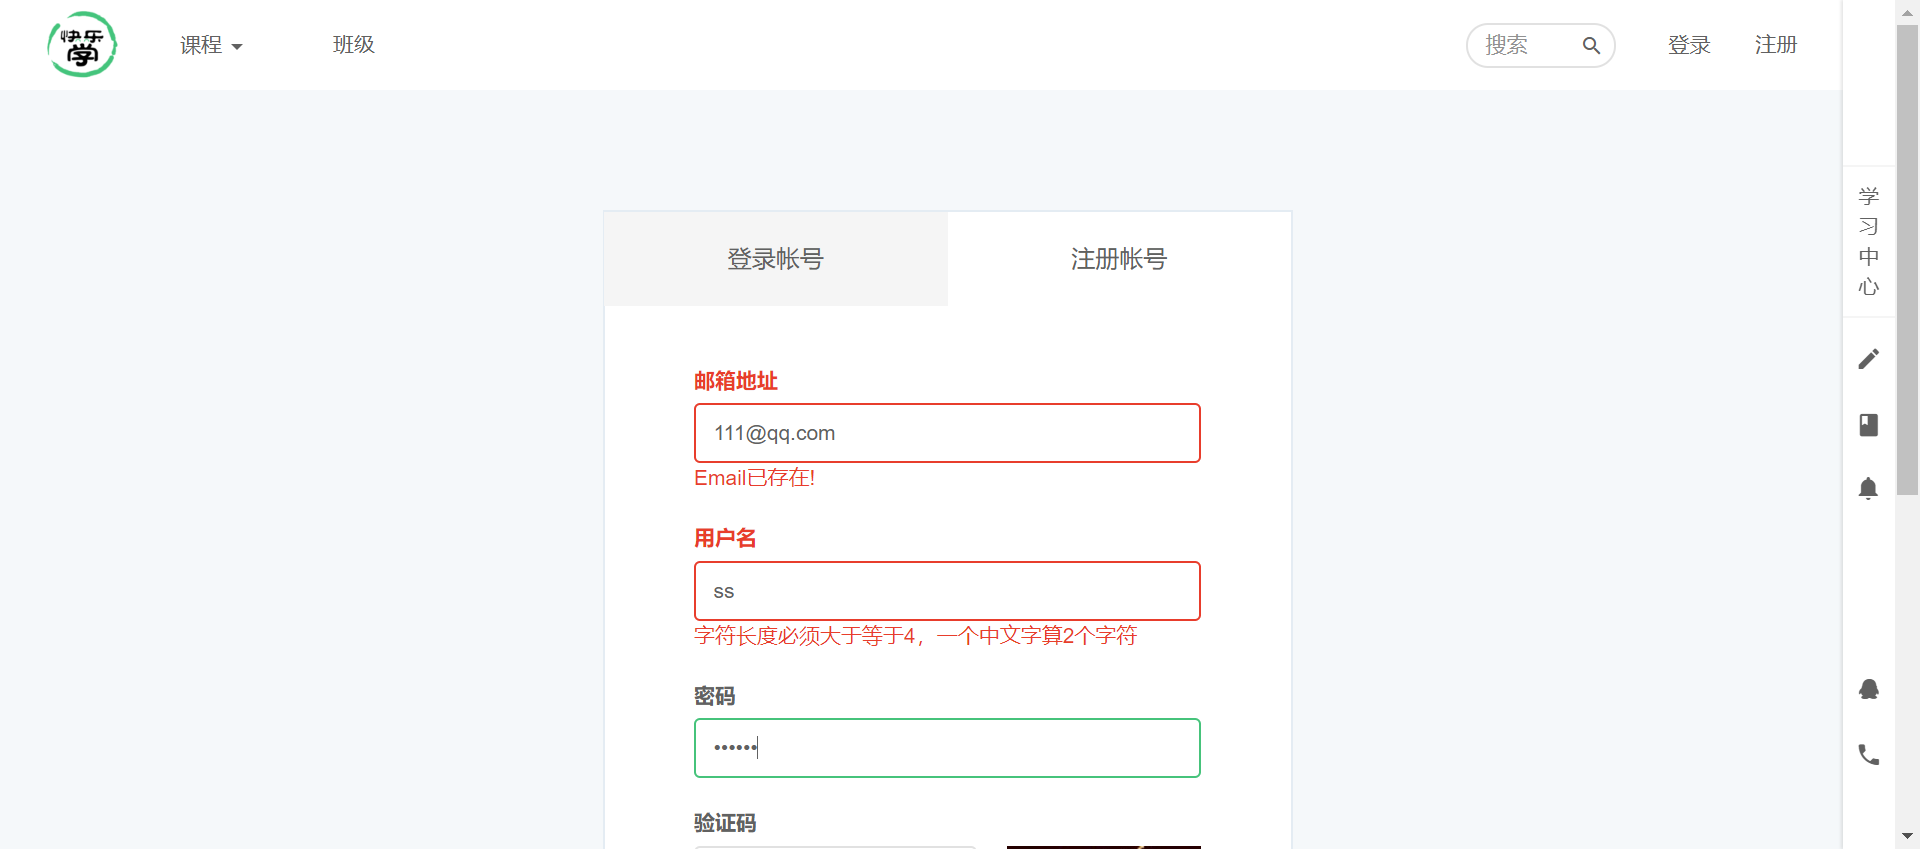 快乐
学
课程
班级
搜索
登录
注册
登录帐号
注册帐号
邮箱地址
111@qq.com
Email已存在!
用户名
ss
字符长度必须大于等于4，一个中文字算2个字符
密码
••••••
验证码
学
习
中
心